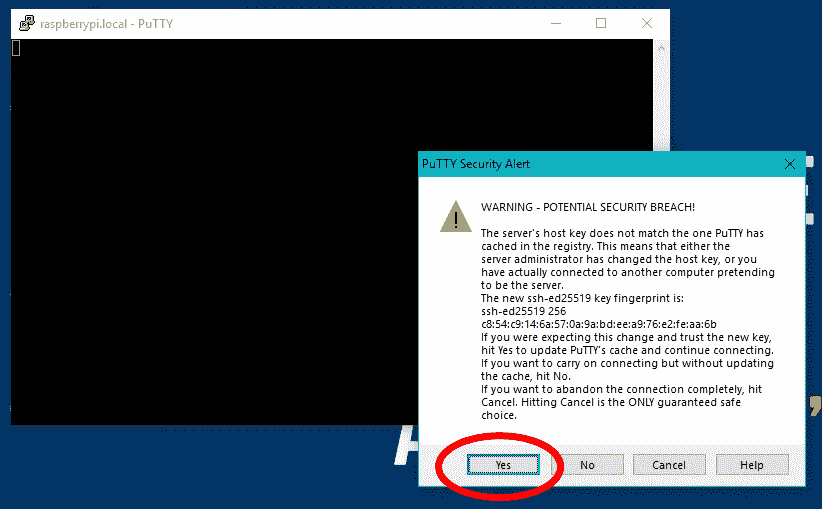 raspberrypi.local - PuTTY
PuTTY Security Alert
WARNING - POTENTIAL SECURITY BREACH!
The server's host key does not match the one PuTTY has
cached in the registry. This means that either the
server administrator has changed the host key, or you
have actually connected to another computer pretending
to be the server.
The new ssh-ed25519 key fingerprint is:
ssh-ed25519 256
c8:54:c9:14:6a:57:0a:9a:bd:ee:a9:76:e2:fe:aa:6b
If you were expecting this change and trust the new key,
hit Yes to update PuTTY's cache and continue connecting.
If you want to carry on connecting but without updating
the cache, hit No.
If you want to abandon the connection completely, hit
Cancel. Hitting Cancel is the ONLY guaranteed safe
choice.
Yes No Cancel Help